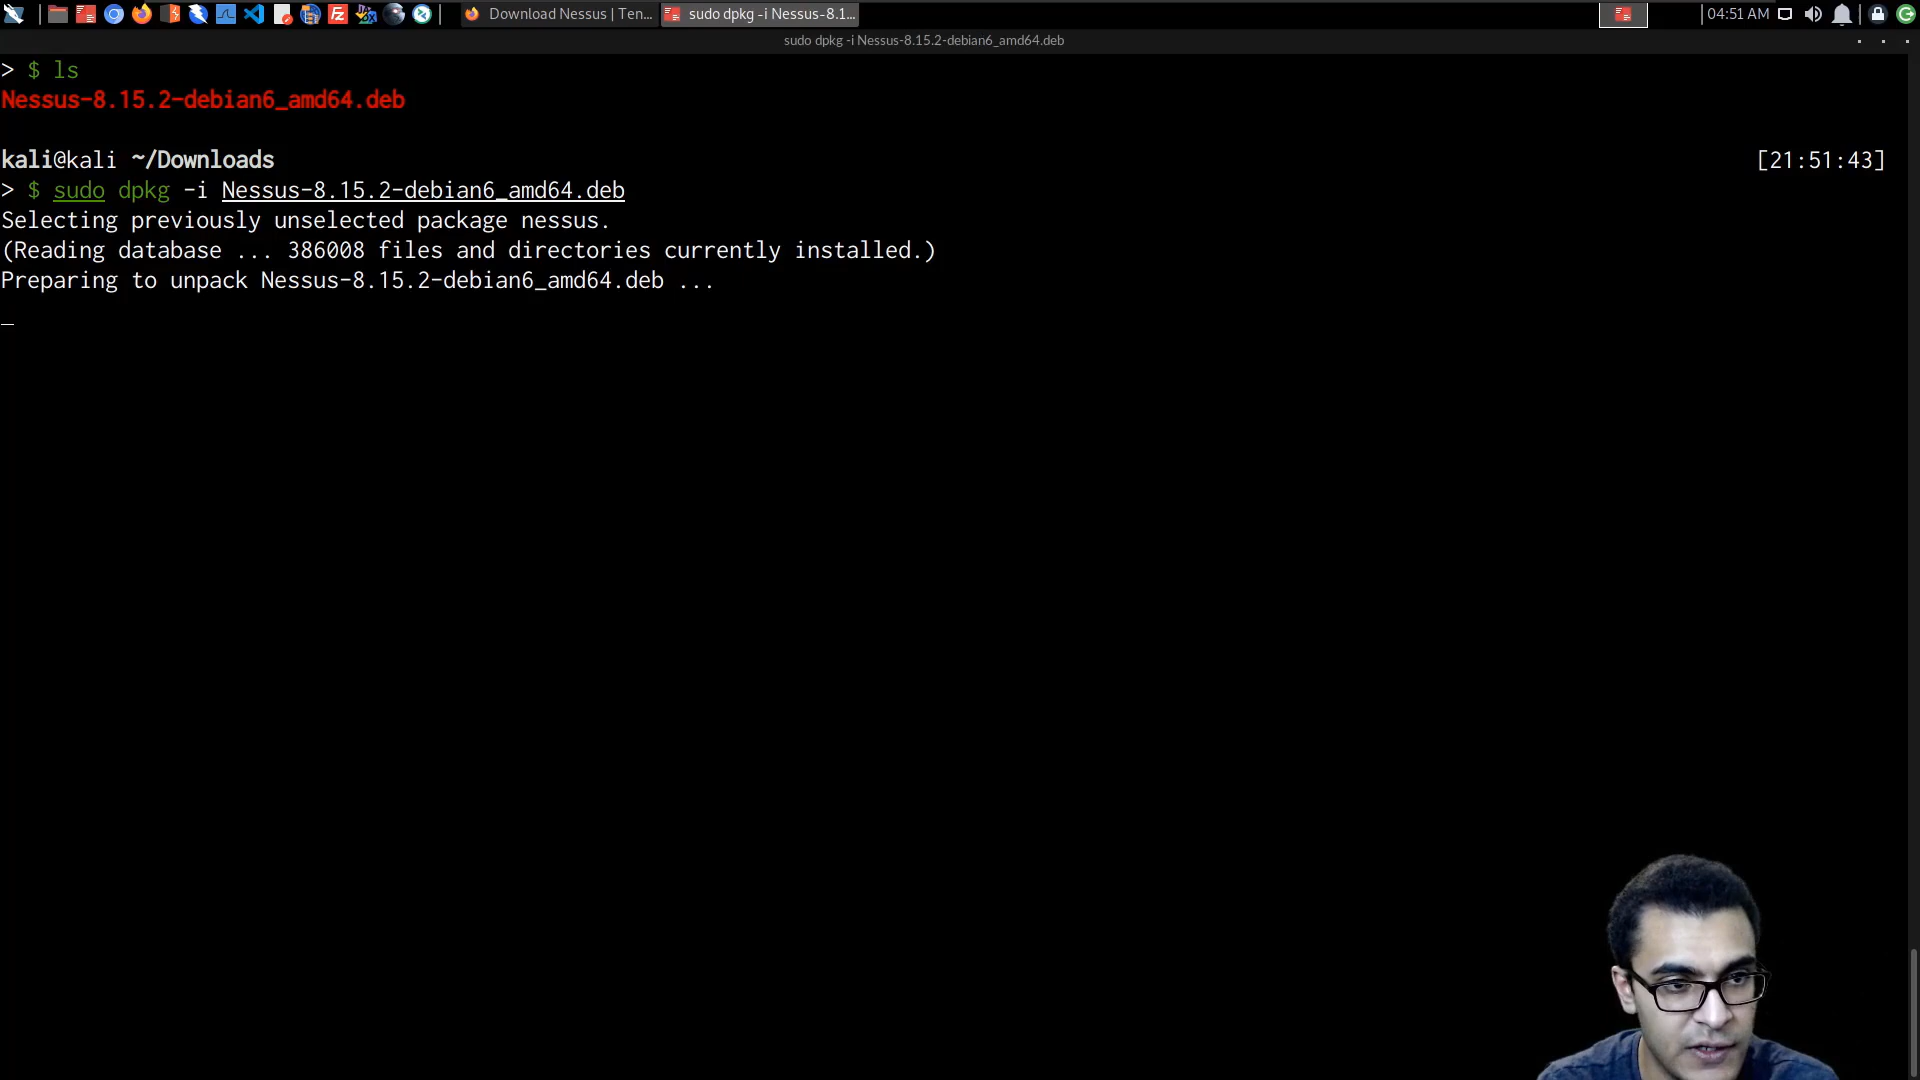 Download Nessus | Ten...
sudo dpkg -i Nessus-8.1...
04:51 AM
sudo dpkg -i Nessus-8.15.2-debian6_amd64.deb
> $ ls
Nessus-8.15.2-debian6_amd64.deb
kali@kali ~/Downloads [21:51:43]
> $ sudo dpkg -i Nessus-8.15.2-debian6_amd64.deb
Selecting previously unselected package nessus.
(Reading database ... 386008 files and directories currently installed.)
Preparing to unpack Nessus-8.15.2-debian6_amd64.deb ...